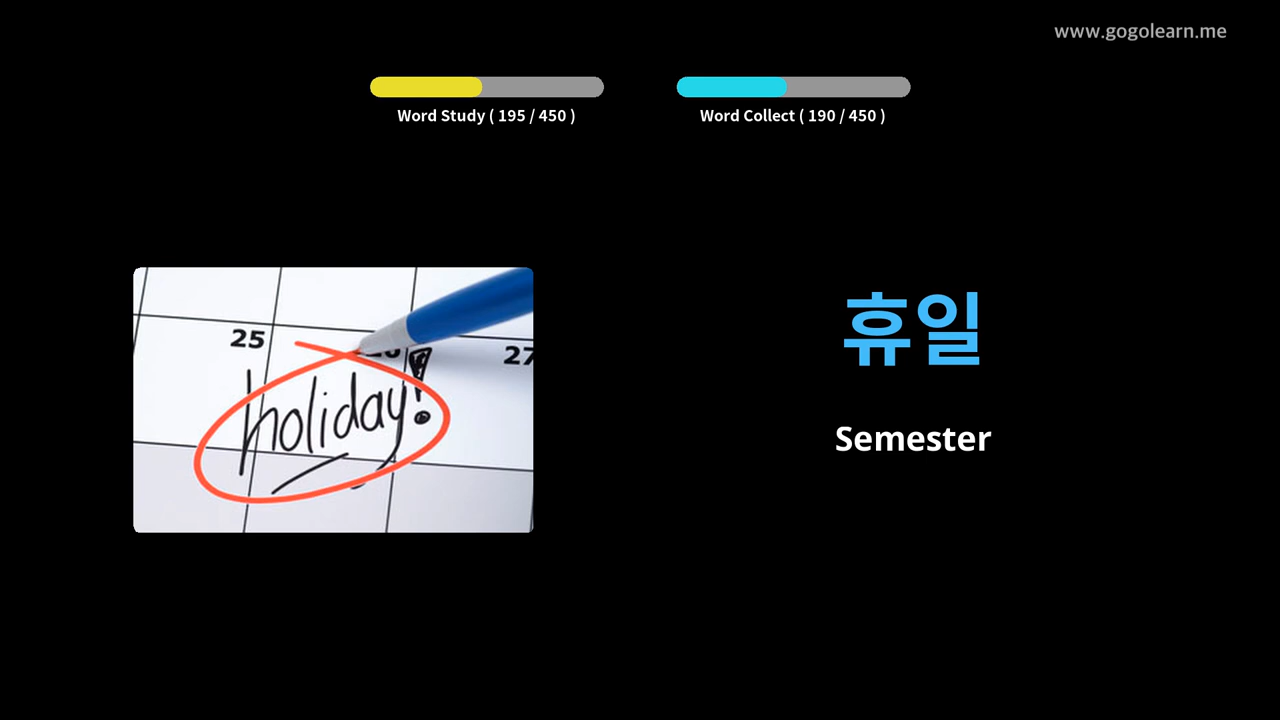 www.gogolearn.me
Word Study ( 195 / 450 )
Word Collect ( 190 / 450 )
25
27
holiday!
휴일
Semester